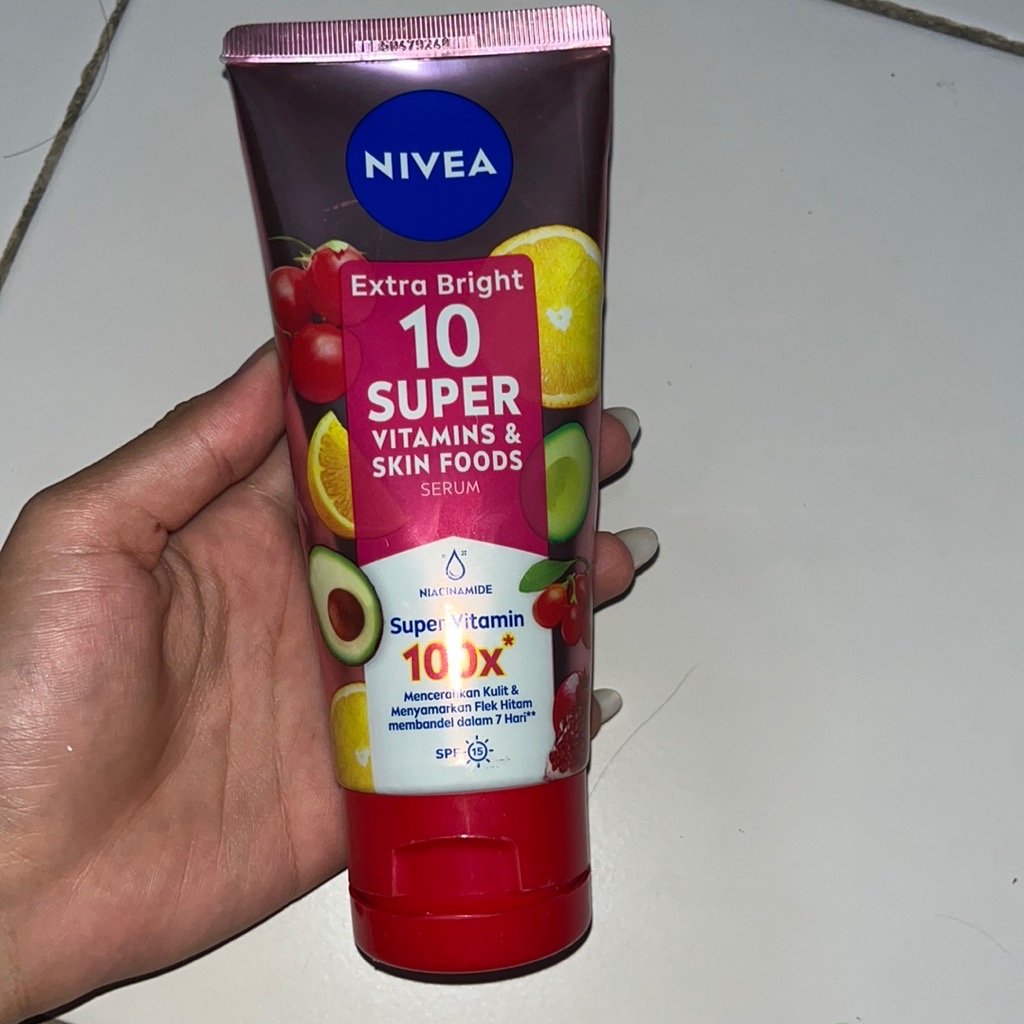 NIVEA
Extra Bright
10
SUPER
VITAMINS &
SKIN FOODS
SERUM
NIACINAMIDE
Super Vitamin
100x*
Mencerahkan Kulit &
Menyamarkan Flek Hitam
membandel dalam 7 Hari**
SPF 15